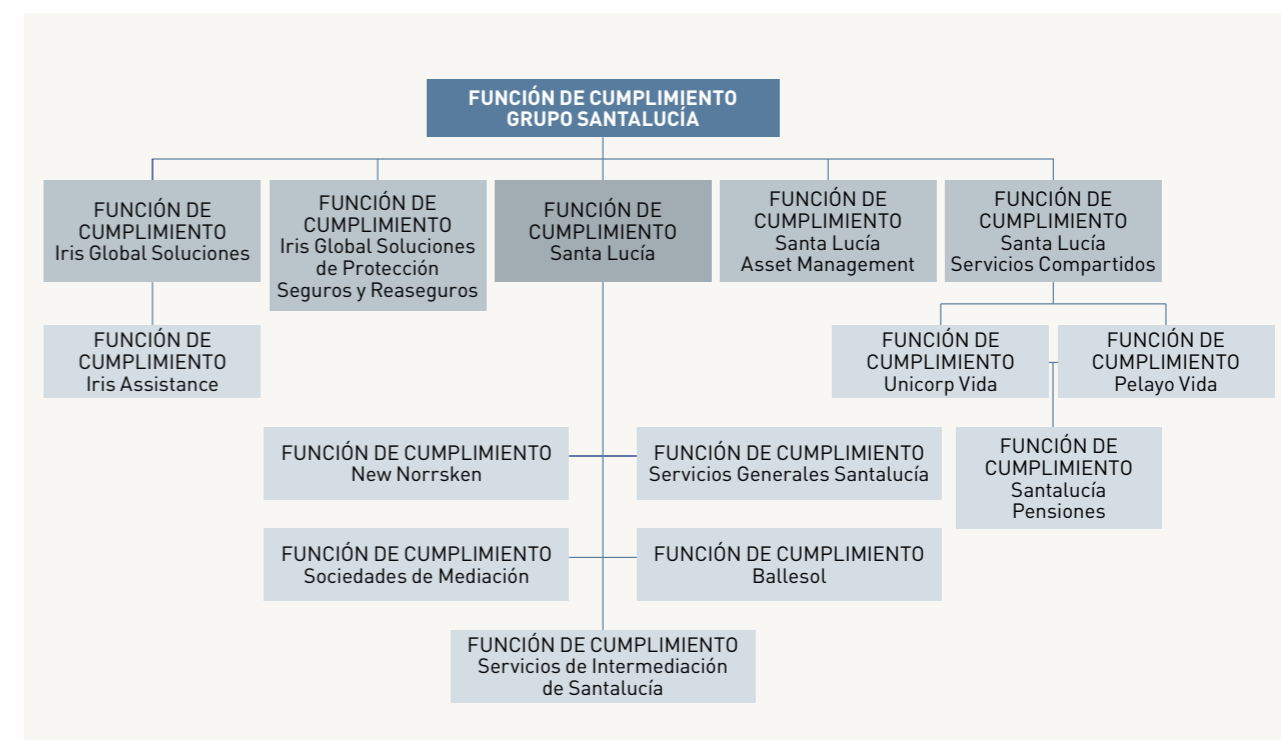 FUNCIÓN DE CUMPLIMIENTO
GRUPO SANTALUCÍA
FUNCIÓN DE
CUMPLIMIENTO
Iris Global Soluciones
FUNCIÓN DE
CUMPLIMIENTO
Iris Global Soluciones
de Protección
Seguros y Reaseguros
FUNCIÓN DE
CUMPLIMIENTO
Santa Lucía
FUNCIÓN DE
CUMPLIMIENTO
Santa Lucía
Asset Management
FUNCIÓN DE
CUMPLIMIENTO
Santa Lucía
Servicios Compartidos
FUNCIÓN DE
CUMPLIMIENTO
Iris Assistance
FUNCIÓN DE
CUMPLIMIENTO
Unicorp Vida
FUNCIÓN DE
CUMPLIMIENTO
Pelayo Vida
FUNCIÓN DE CUMPLIMIENTO
New Norrsken
FUNCIÓN DE CUMPLIMIENTO
Servicios Generales Santalucía
FUNCIÓN DE
CUMPLIMIENTO
Santalucía
Pensiones
FUNCIÓN DE CUMPLIMIENTO
Sociedades de Mediación
FUNCIÓN DE CUMPLIMIENTO
Ballesol
FUNCIÓN DE CUMPLIMIENTO
Servicios de Intermediación
de Santalucía